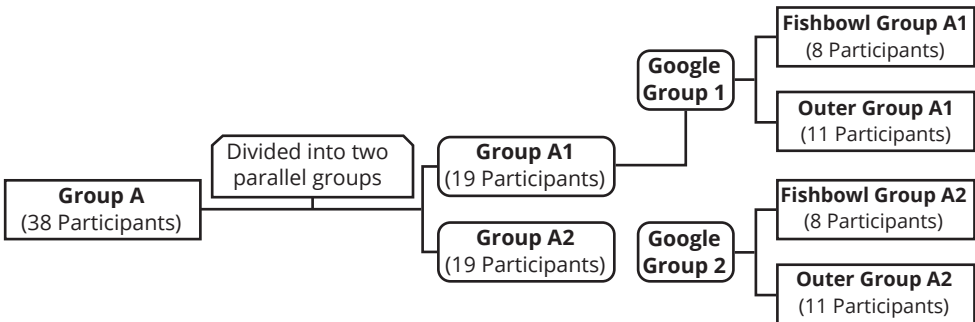 Group A
(38 Participants)
Divided into two
parallel groups
Group A1
(19 Participants)
Group A2
(19 Participants)
Google
Group 1
Google
Group 2
Fishbowl Group A1
(8 Participants)
Outer Group A1
(11 Participants)
Fishbowl Group A2
(8 Participants)
Outer Group A2
(11 Participants)